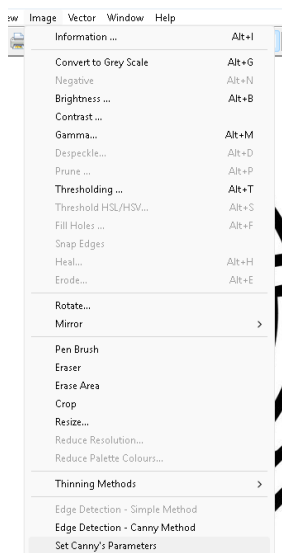 ew Image Vector Window Help
Information ... Alt+I
Convert to Grey Scale Alt+G
Negative Alt+N
Brightness ... Alt+B
Contrast ...
Gamma... Alt+M
Despeckle... Alt+D
Prune ... Alt+P
Thresholding ... Alt+T
Threshold HSL/HSV... Alt+S
Fill Holes ... Alt+F
Snap Edges
Heal... Alt+H
Erode... Alt+E
Rotate...
Mirror
Pen Brush
Eraser
Erase Area
Crop
Resize...
Reduce Resolution...
Reduce Palette Colours...
Thinning Methods
Edge Detection - Simple Method
Edge Detection - Canny Method
Set Canny's Parameters